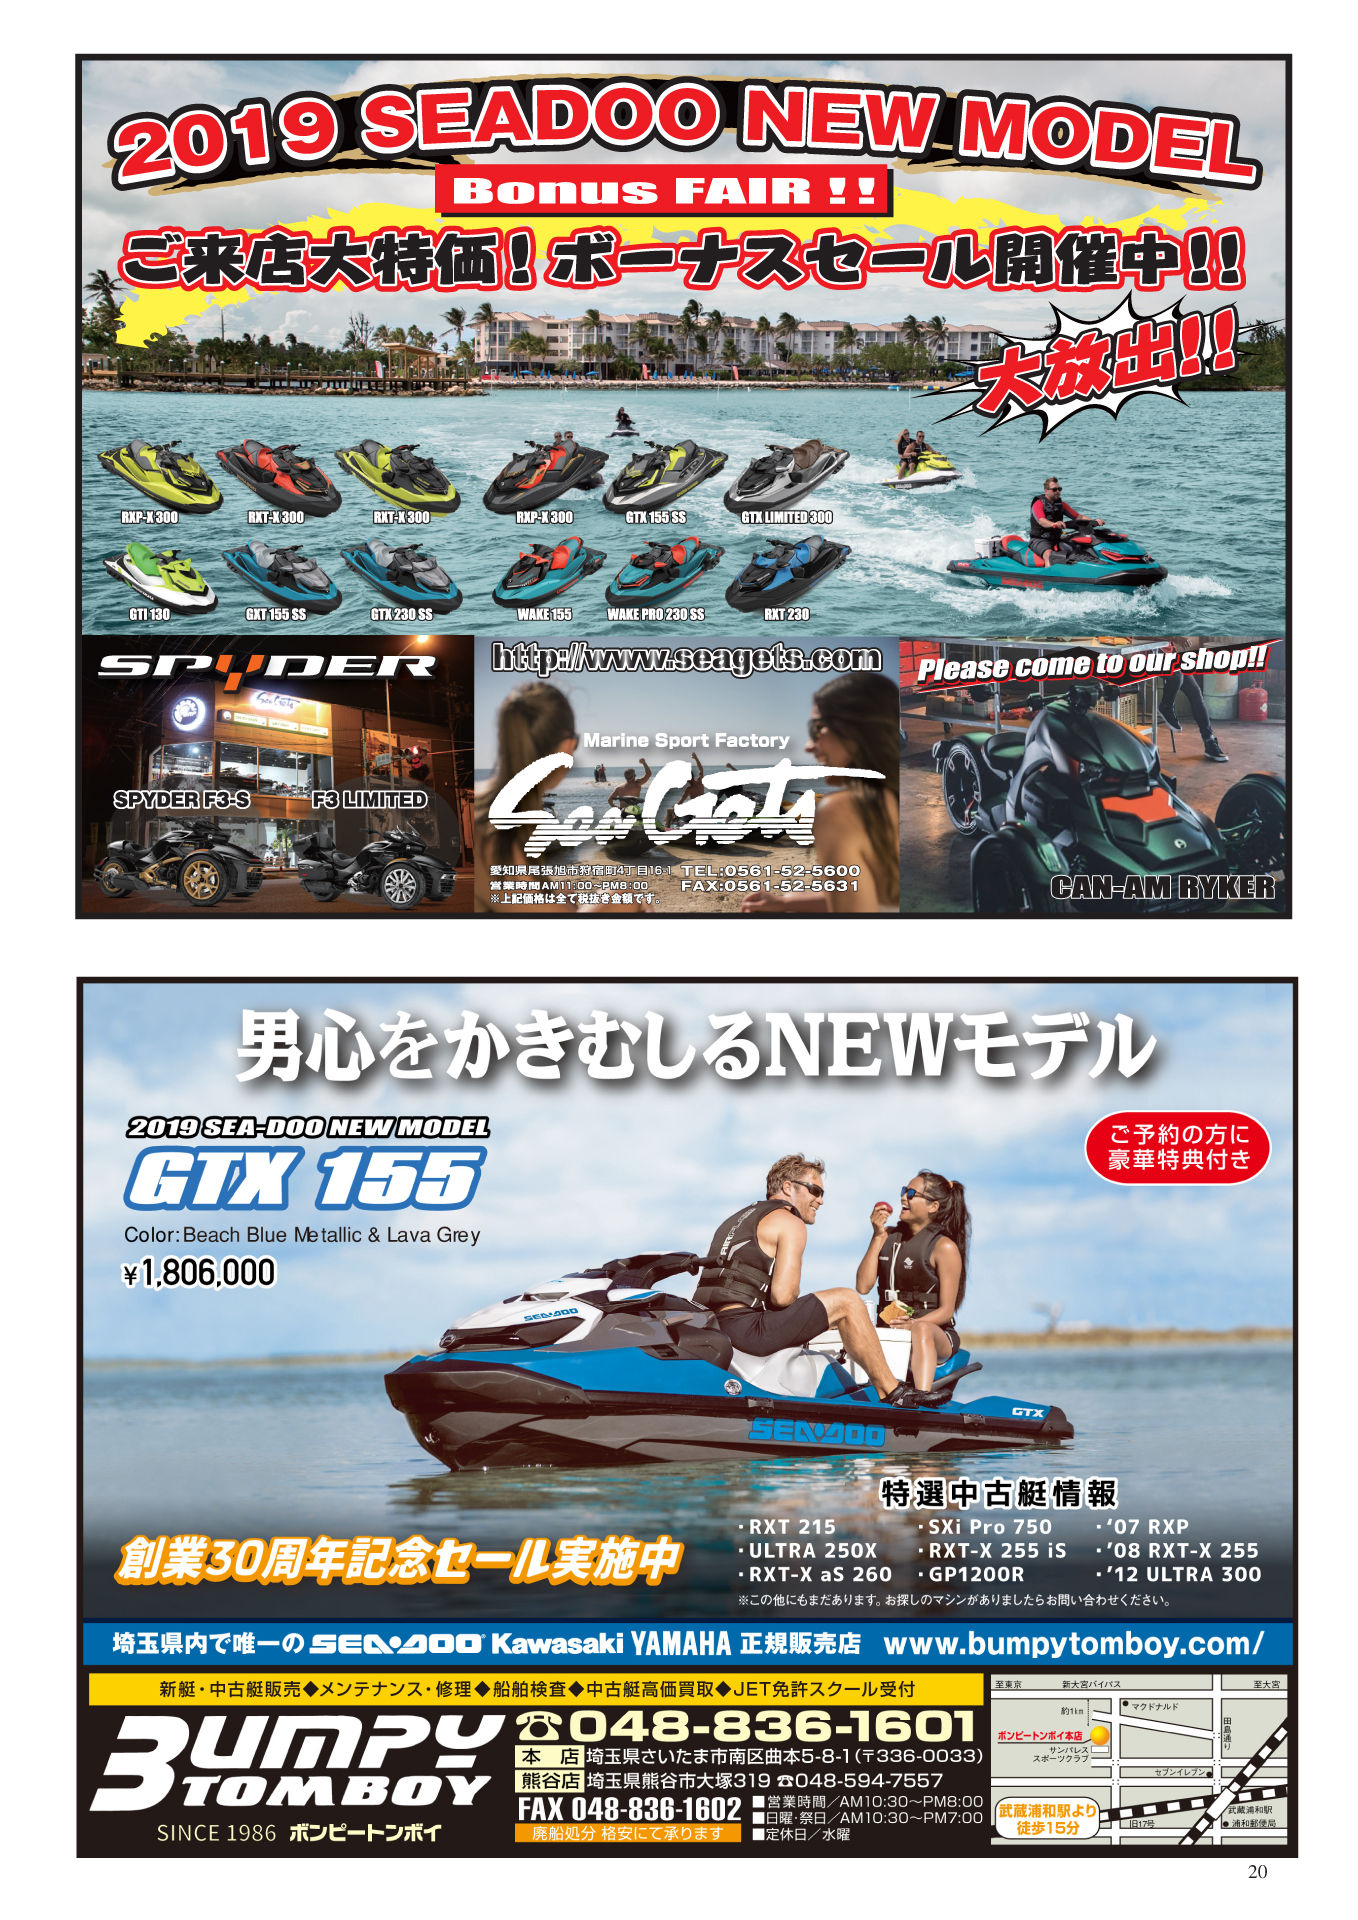 2019 SEADOO NEW MODEL
Bonus FAIR !!
ご来店大特価！ボーナスセール開催中!!
大放出!!
RXP-X 300
RXT-X 300
RXT-X 300
RXP-X 300
GTX 155 SS
GTX LIMITED 300
GTI 130
GXT 155 SS
GTX 230 SS
WAKE 155
WAKE PRO 230 SS
RXT 230
SPYDER
Sea Gets
SPYDER F3-S
F3 LIMITED
http://www.seagets.com
Marine Sport Factory
Sea Gets
愛知県尾張旭市狩宿町4丁目16-1 TEL:0561-52-5600
営業時間AM11:00～PM8:00 FAX:0561-52-5631
※上記価格は全て税抜き金額です。
Please come to our shop!!
CAN-AM RYKER
男心をかきむしるNEWモデル
2019 SEA-DOO NEW MODEL
GTX 155
Color:Beach Blue Metallic & Lava Grey
¥1,806,000
ご予約の方に
豪華特典付き
SEA-DOO
GTX
SEA-DOO
特選中古艇情報
・RXT 215 ・SXi Pro 750 ・‘07 RXP
・ULTRA 250X ・RXT-X 255 iS ・’08 RXT-X 255
・RXT-X aS 260 ・GP1200R ・’12 ULTRA 300
※この他にもまだあります。お探しのマシンがありましたらお問い合わせください。
創業30周年記念セール実施中
埼玉県内で唯一の SEA-DOO Kawasaki YAMAHA 正規販売店 www.bumpytomboy.com/
新艇・中古艇販売◆メンテナンス・修理◆船舶検査◆中古艇高価買取◆JET免許スクール受付
BUMPY
TOMBOY
SINCE 1986 ボンピートンボイ
☎048-836-1601
本 店 埼玉県さいたま市南区曲本5-8-1(〒336-0033)
熊谷店 埼玉県熊谷市大塚319 ☎048-594-7557
FAX 048-836-1602
廃船処分 格安にて承ります
■営業時間／AM10:30～PM8:00
■日曜・祭日／AM10:30～PM7:00
■定休日／水曜
至東京 新大宮バイパス 至大宮
約1km
マクドナルド
ボンピートンボイ本店
サンパレス
スポーツクラブ
田島通り
セブンイレブン
武蔵浦和駅より
徒歩15分
旧17号
武蔵浦和駅
浦和郵便局
20